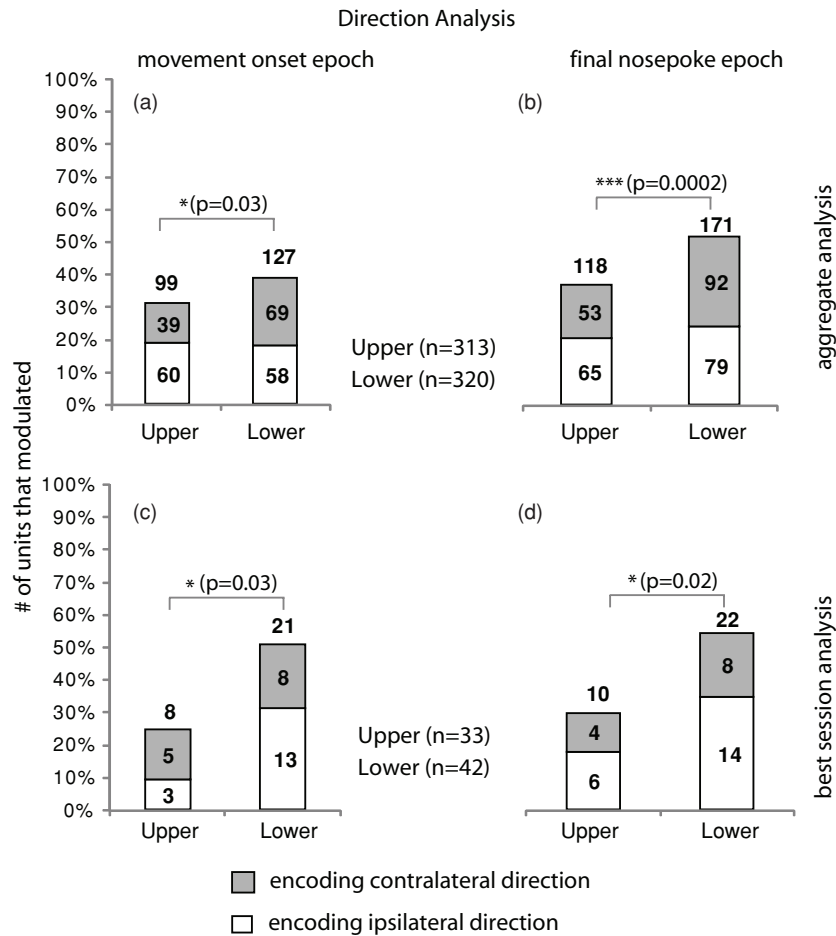 Direction Analysis
movement onset epoch
final nosepoke epoch
# of units that modulated
aggregate analysis
best session analysis
(a)
100%
90%
80%
70%
60%
50%
40%
30%
20%
10%
0%
*(p=0.03)
99
39
60
127
69
58
Upper
Lower
Upper (n=313)
Lower (n=320)
(b)
***(p=0.0002)
118
53
65
171
92
79
Upper
Lower
(c)
100%
90%
80%
70%
60%
50%
40%
30%
20%
10%
0%
* (p=0.03)
8
5
3
21
8
13
Upper
Lower
Upper (n=33)
Lower (n=42)
(d)
* (p=0.02)
10
4
6
22
8
14
Upper
Lower
encoding contralateral direction
encoding ipsilateral direction